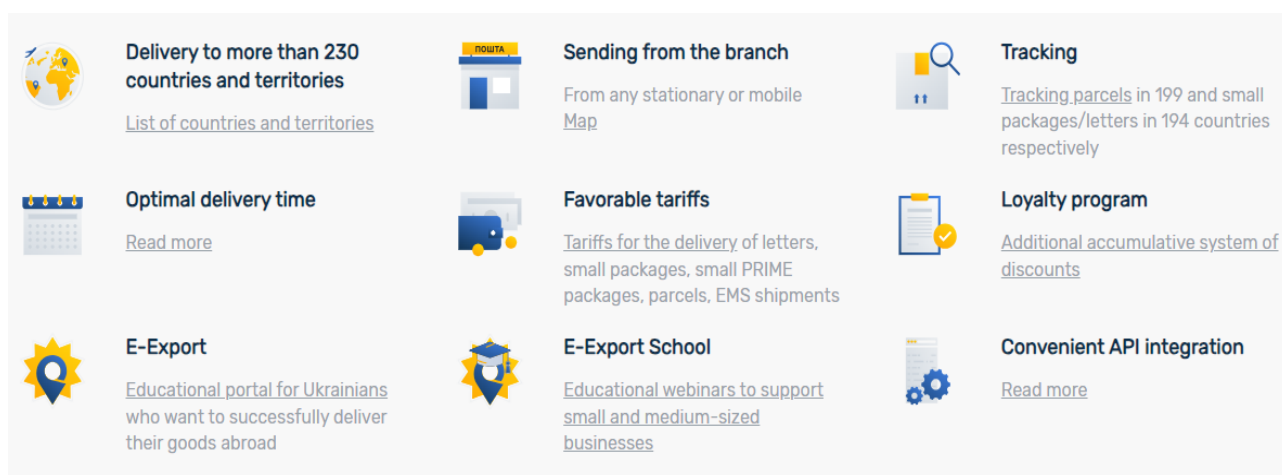 Delivery to more than 230
countries and territories
List of countries and territories
ПОШТА
Sending from the branch
From any stationary or mobile
Map
Tracking
Tracking parcels in 199 and small
packages/letters in 194 countries
respectively
Optimal delivery time
Read more
Favorable tariffs
Tariffs for the delivery of letters,
small packages, small PRIME
packages, parcels, EMS shipments
Loyalty program
Additional accumulative system of
discounts
E-Export
Educational portal for Ukrainians
who want to successfully deliver
their goods abroad
E-Export School
Educational webinars to support
small and medium-sized
businesses
Convenient API integration
Read more